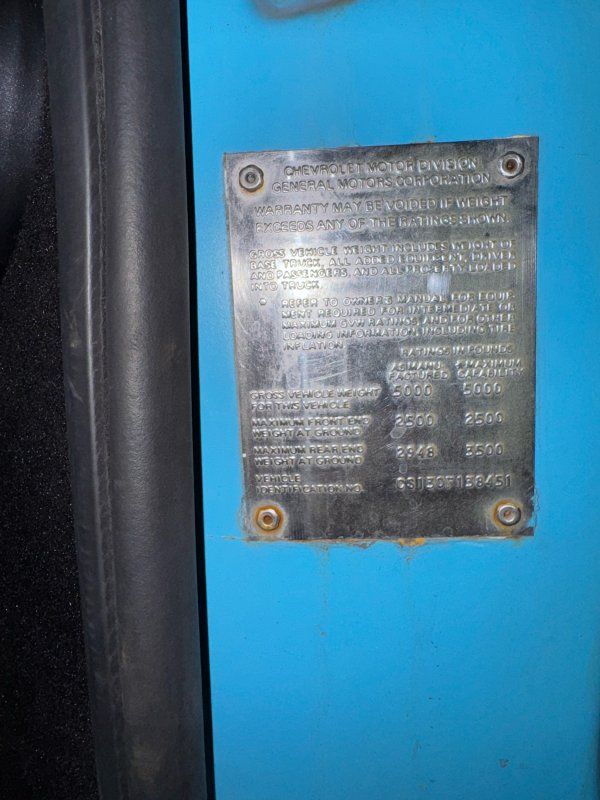 CHEVROLET MOTOR DIVISION
GENERAL MOTORS CORPORATION
WARRANTY MAY BE VOIDED IF WEIGHT
EXCEEDS ANY OF THE RATINGS SHOWN.
GROSS VEHICLE WEIGHT INCLUDES WEIGHT OF
BASE TRUCK, ALL ADDED EQUIPMENT, DRIVER
AND PASSENGERS, AND ALL PROPERTY LOADED
INTO TRUCK.
• REFER TO OWNER'S MANUAL FOR EQUIP-
MENT REQUIRED FOR INTERMEDIATE OR
MAXIMUM GVW RATINGS AND FOR OTHER
LOADING INFORMATION, INCLUDING TIRE
INFLATION.
RATINGS IN POUNDS
AS MANU- MAXIMUM
FACTURED CAPABILITY
GROSS VEHICLE WEIGHT 5000 5000
FOR THIS VEHICLE
MAXIMUM FRONT END 2500 2500
WEIGHT AT GROUND
MAXIMUM REAR END 2948 3500
WEIGHT AT GROUND
VEHICLE
IDENTIFICATION NO. CS150F138451